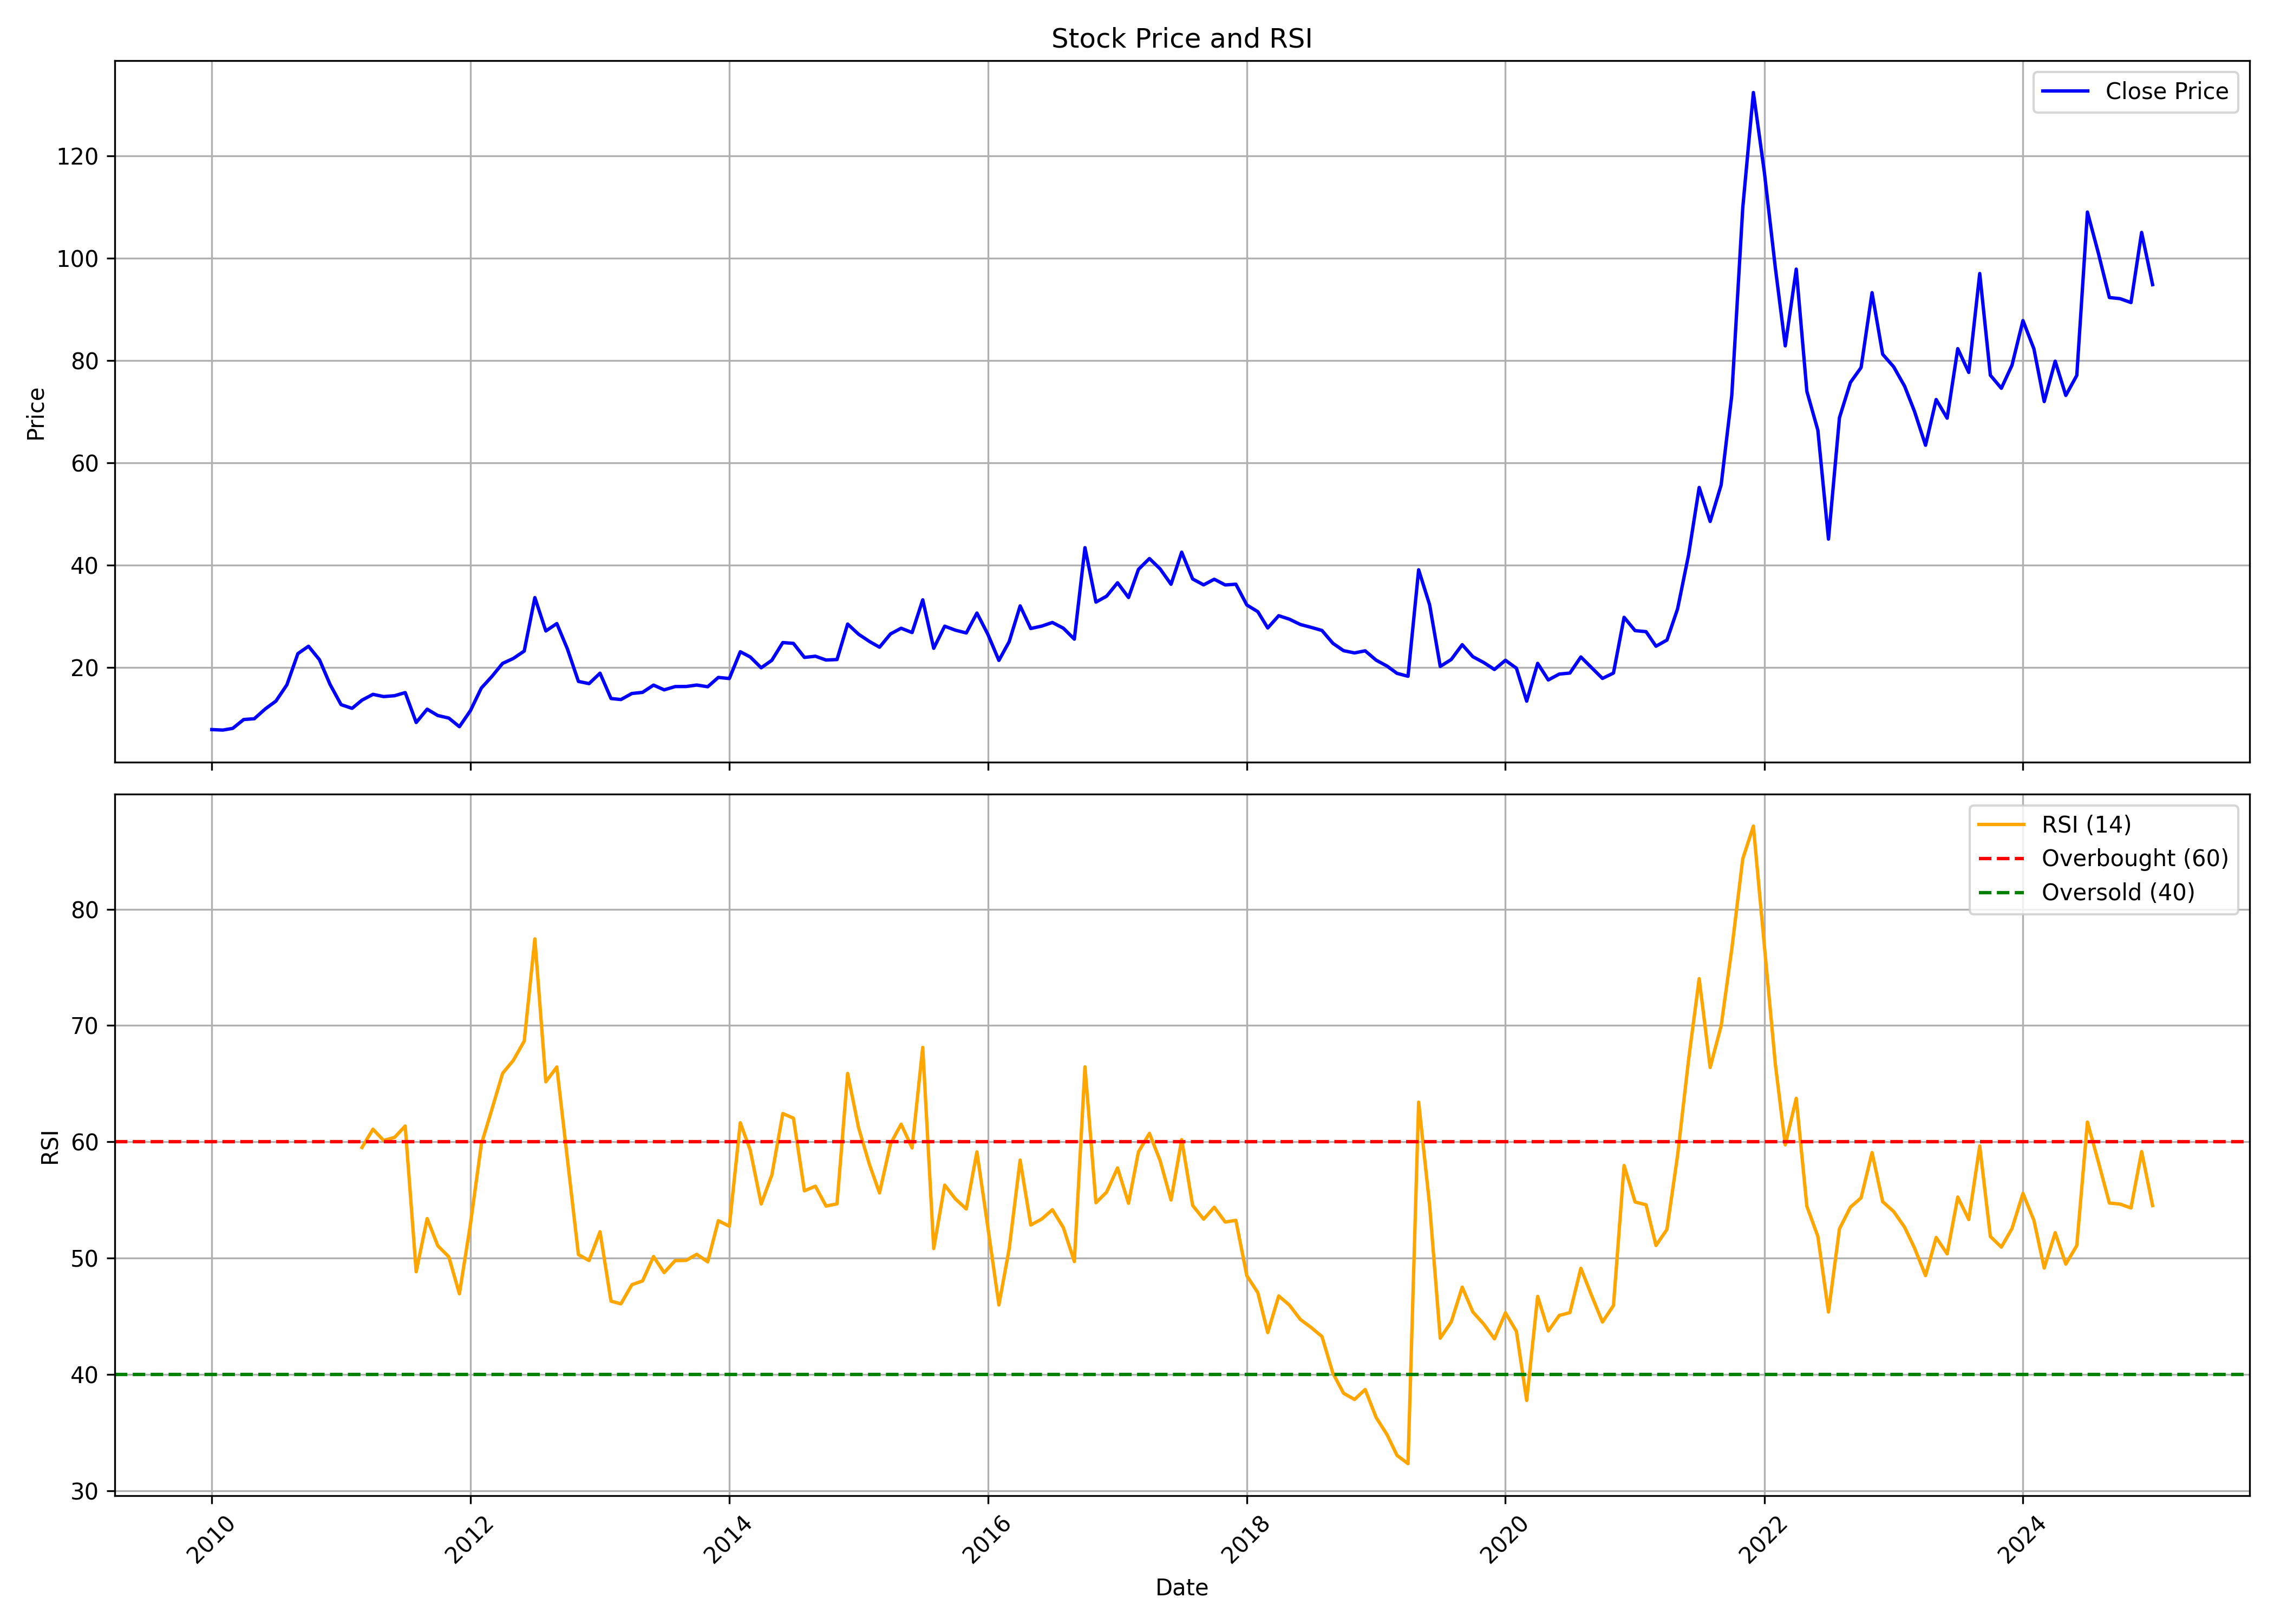 Stock Price and RSI
Close Price
120
100
80
60
40
20
Price
RSI (14)
Overbought (60)
Oversold (40)
80
70
60
50
40
30
RSI
2010
2012
2014
2016
2018
2020
2022
2024
Date